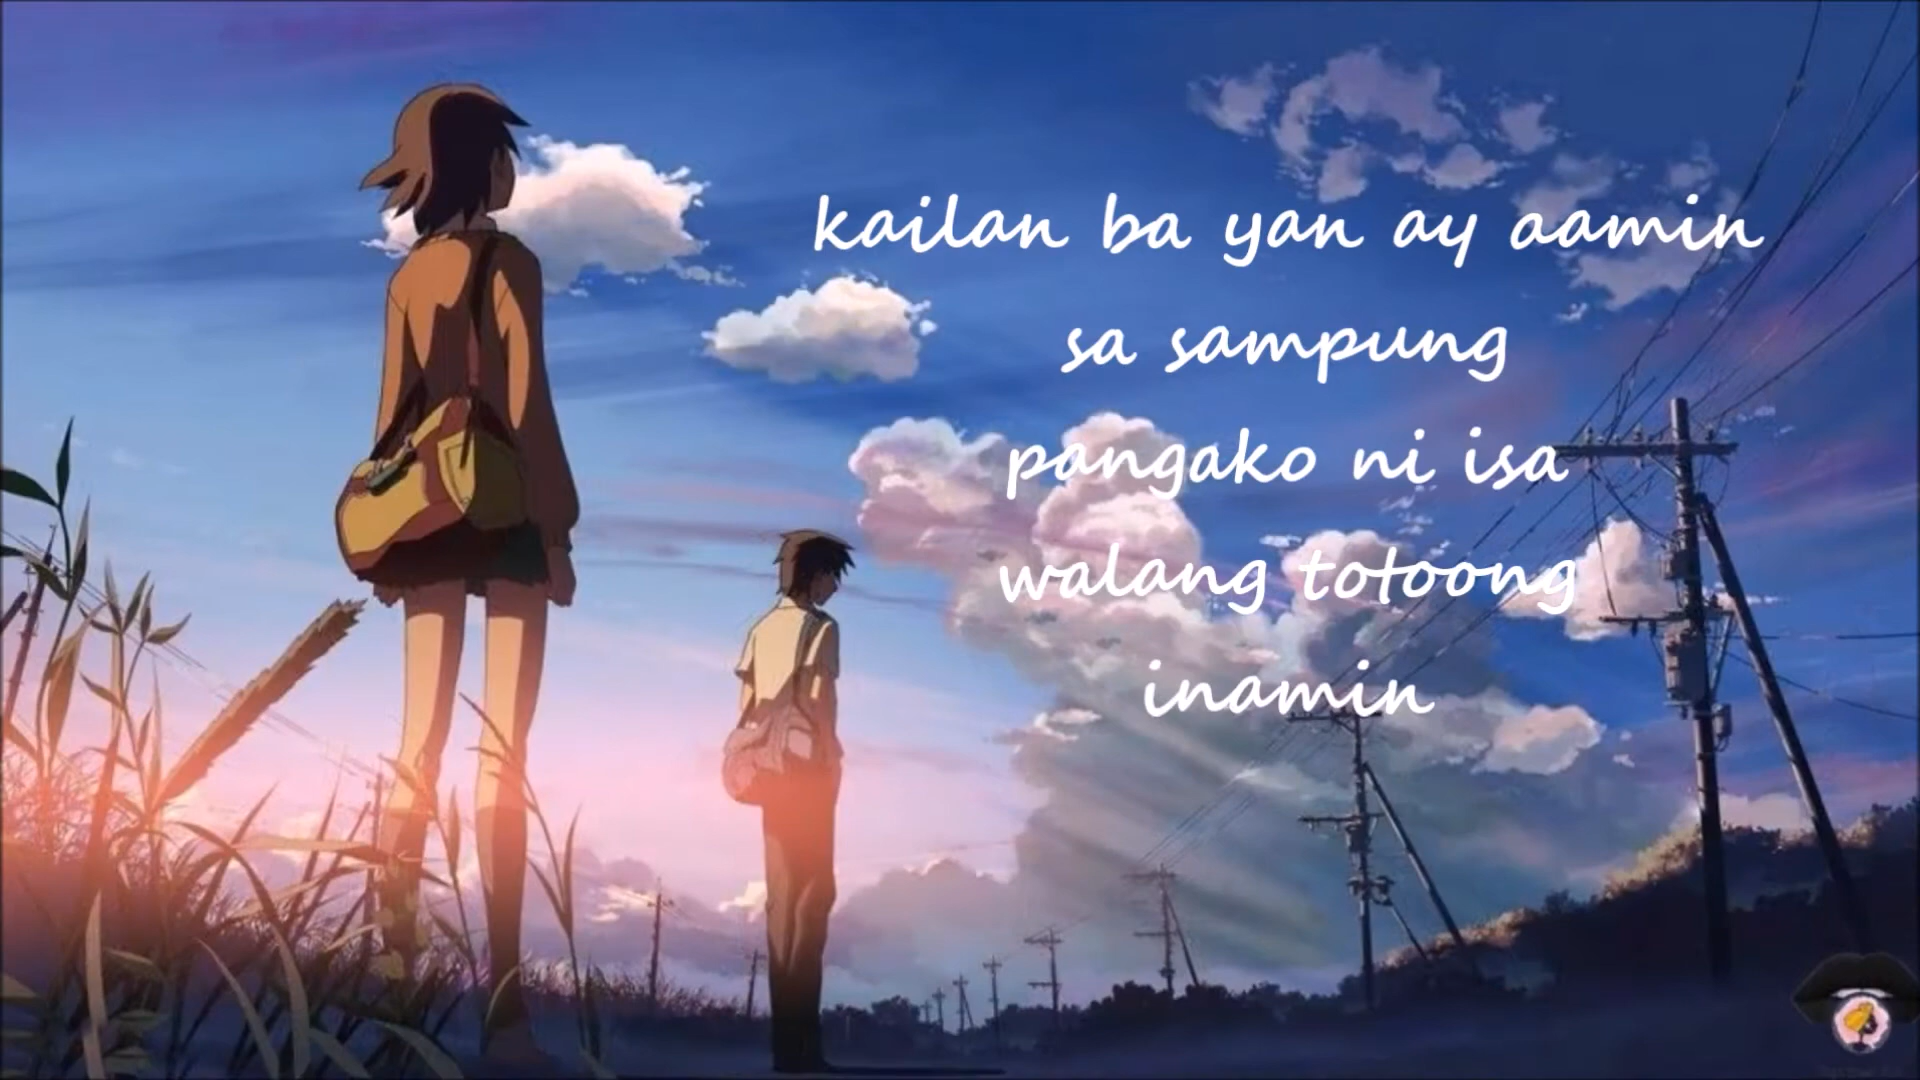 kailan ba yan ay aamin
sa sampung
pangako ni isa
walang totoong
inamin